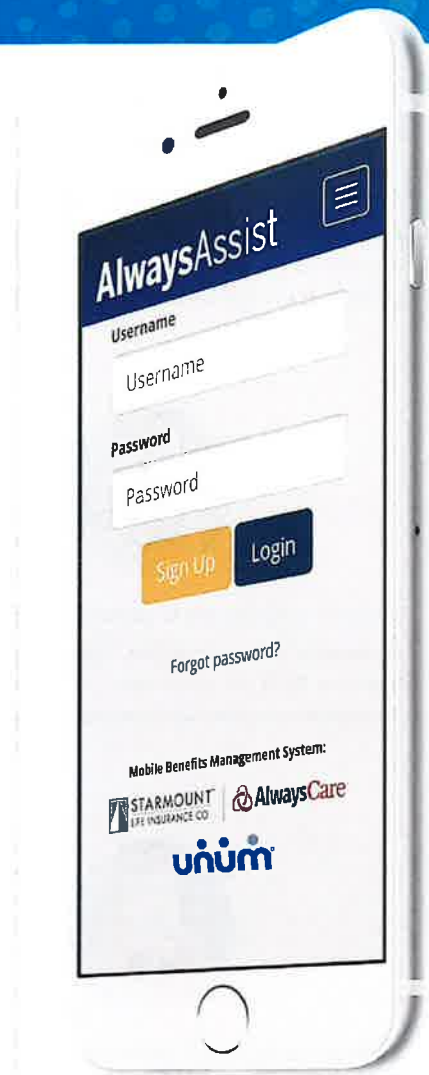 AlwaysAssist
Username
Username
Password
Password
Sign Up Login
Forgot password?
Mobile Benefits Management System:
STARMOUNT AlwaysCare
LIFE INSURANCE CO
unum